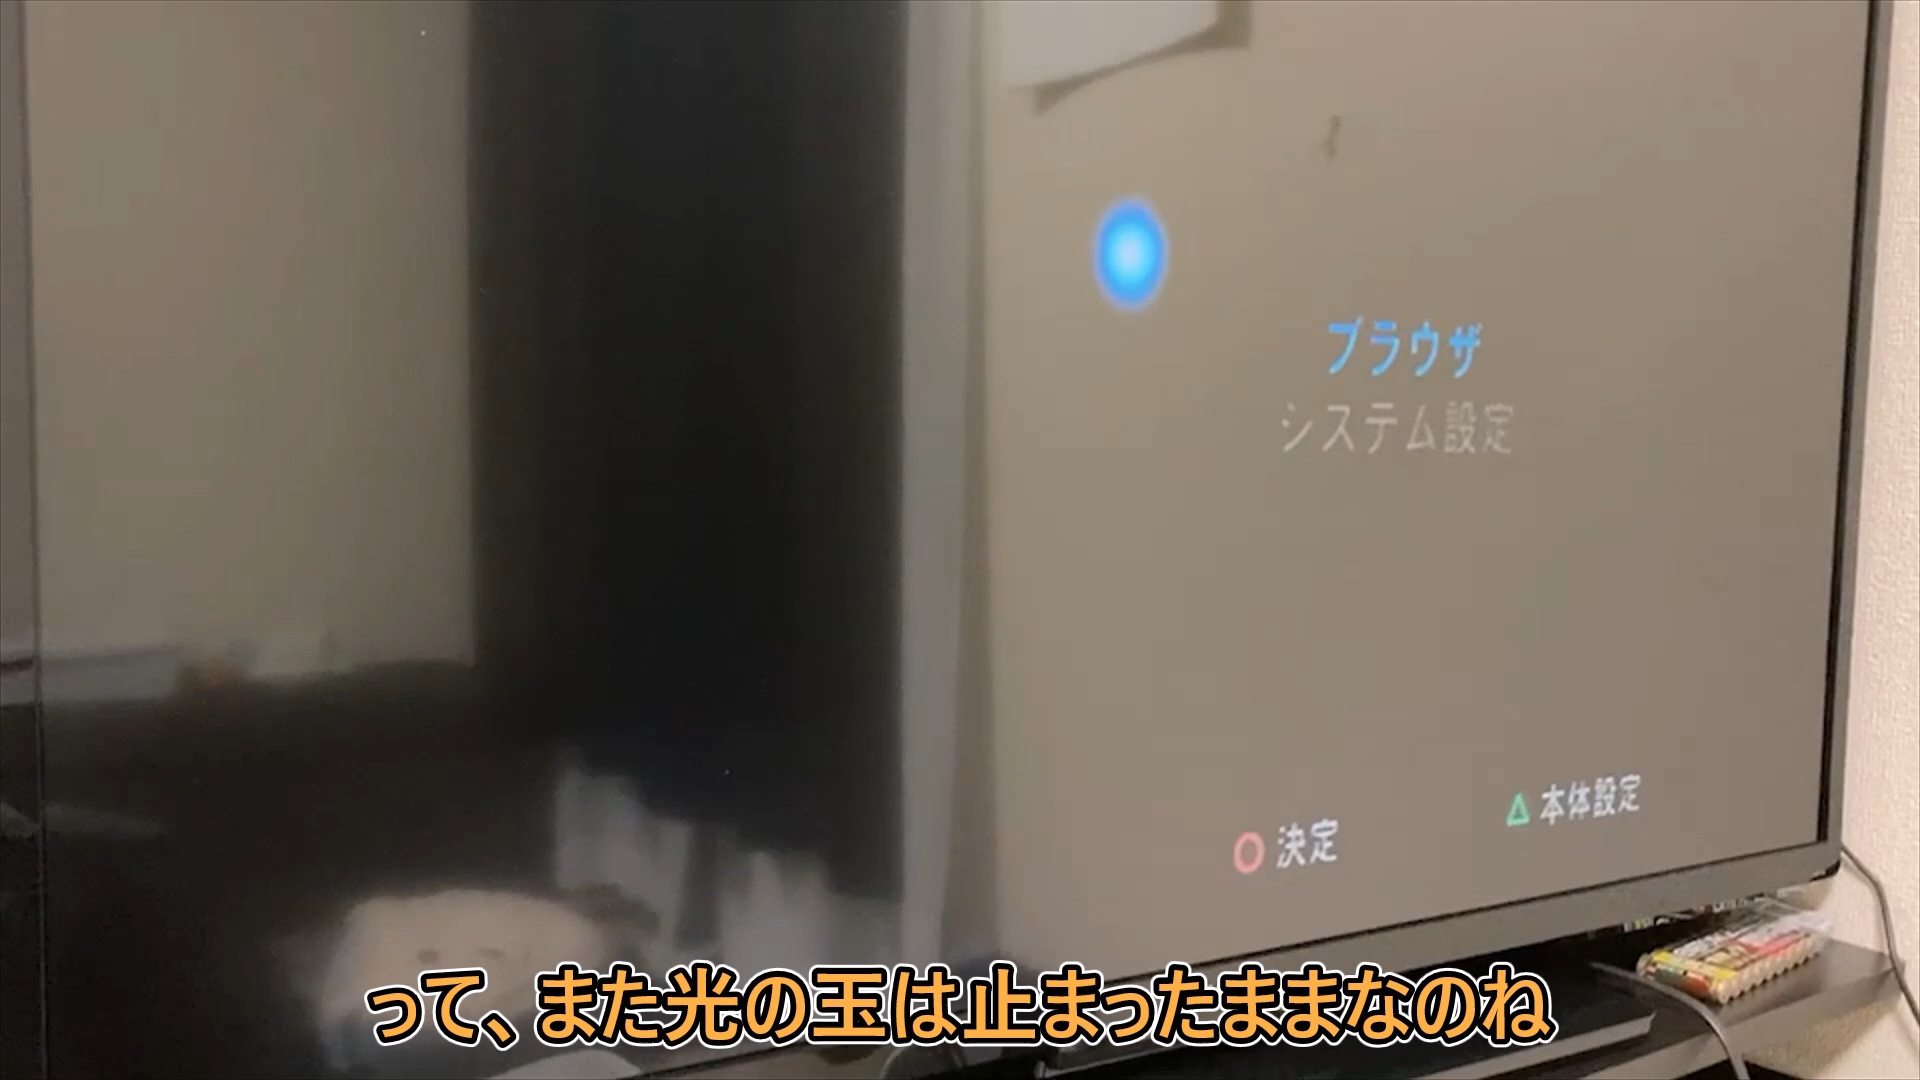 ブラウザ
システム設定
決定
本体設定
って、また光の玉は止まったままなのね